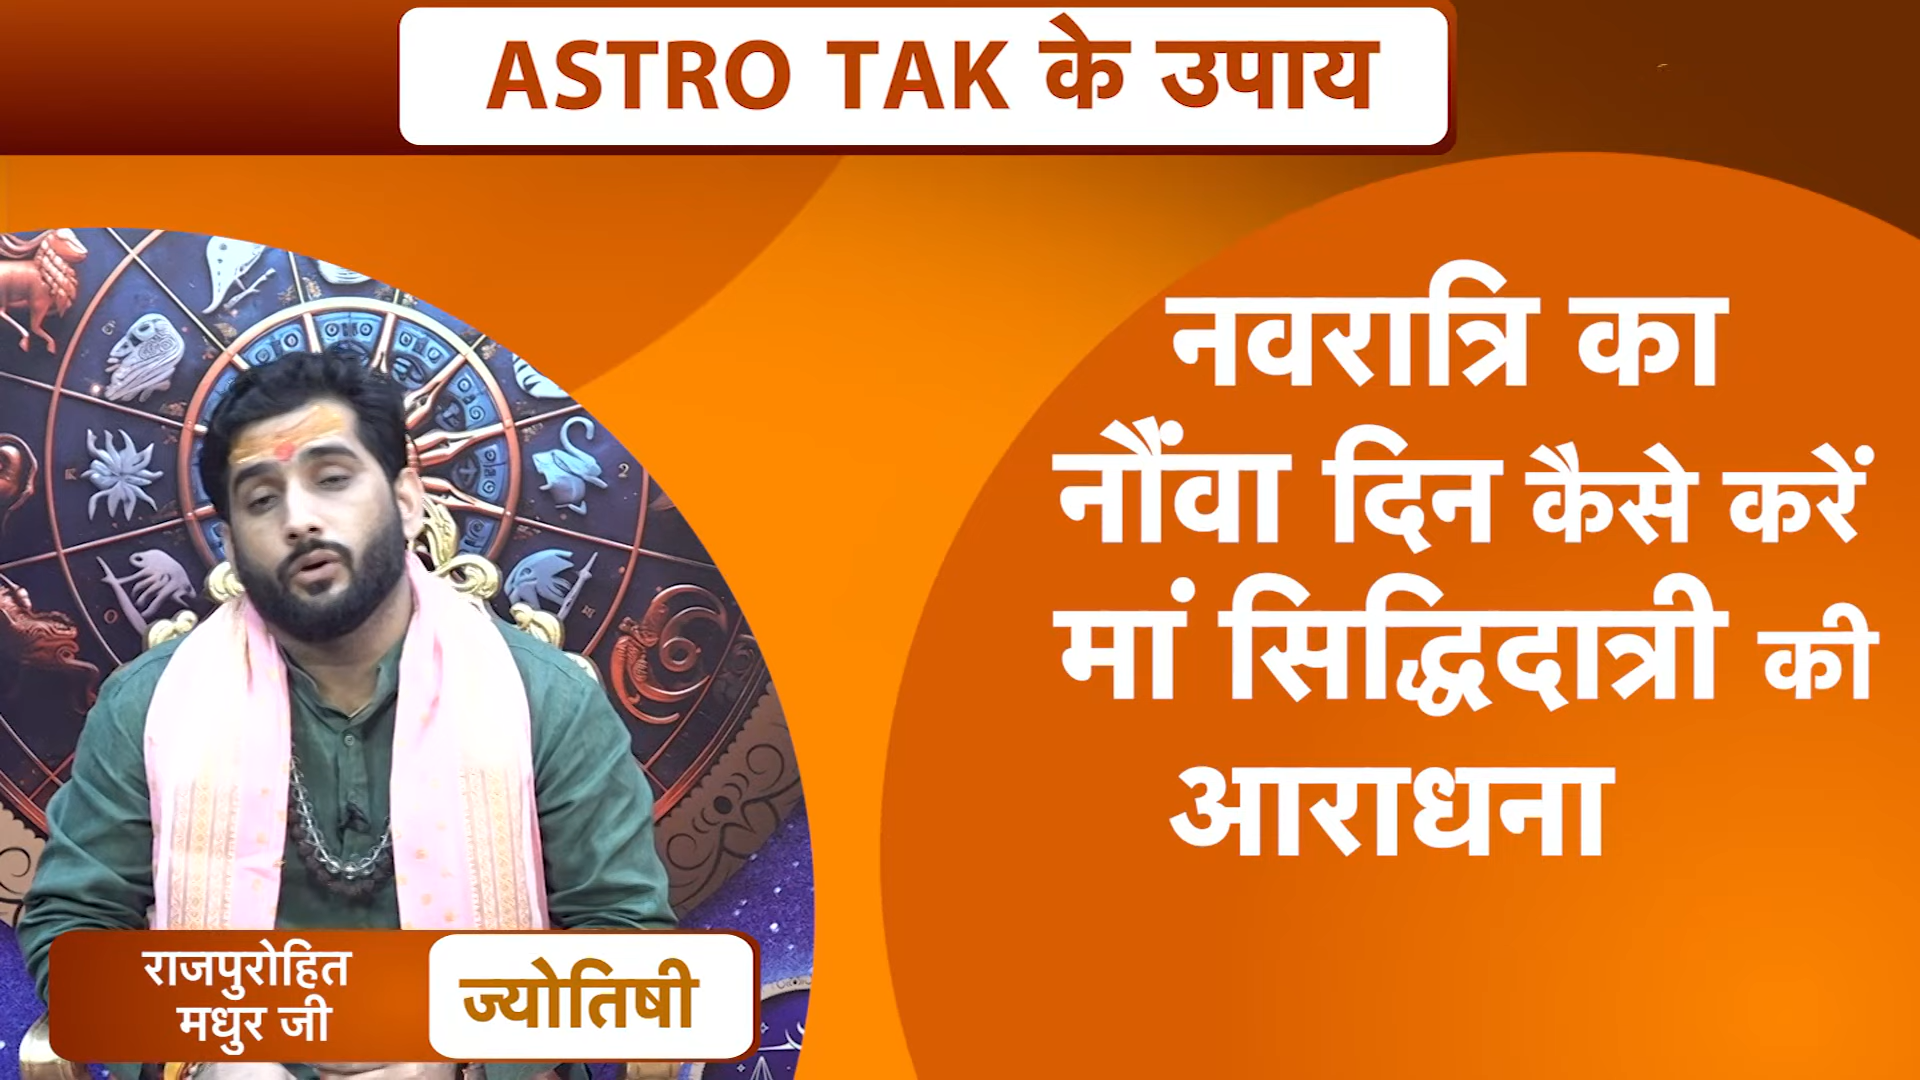 ASTRO TAK के उपाय
नवरात्रि का
नौंवा दिन कैसे करें
मां सिद्धिदात्री की
आराधना
राजपुरोहित
मधुर जी
ज्योतिषी